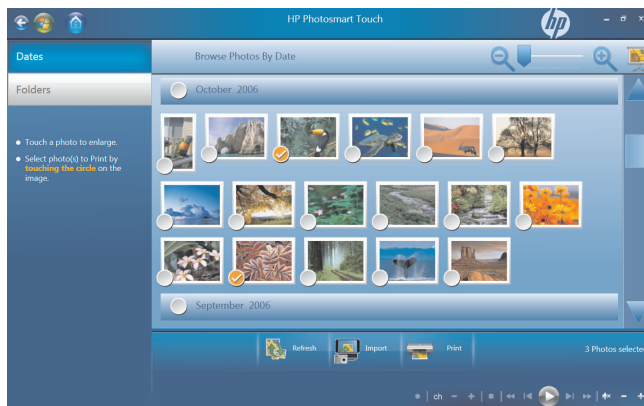 HP Photosmart Touch
hp
Dates
Browse Photos By Date
Folders
October 2006
Touch a photo to enlarge.
Select photo(s) to Print by
touching the circle on the
image.
September 2006
Refresh
Import
Print
3 Photos selected
ch